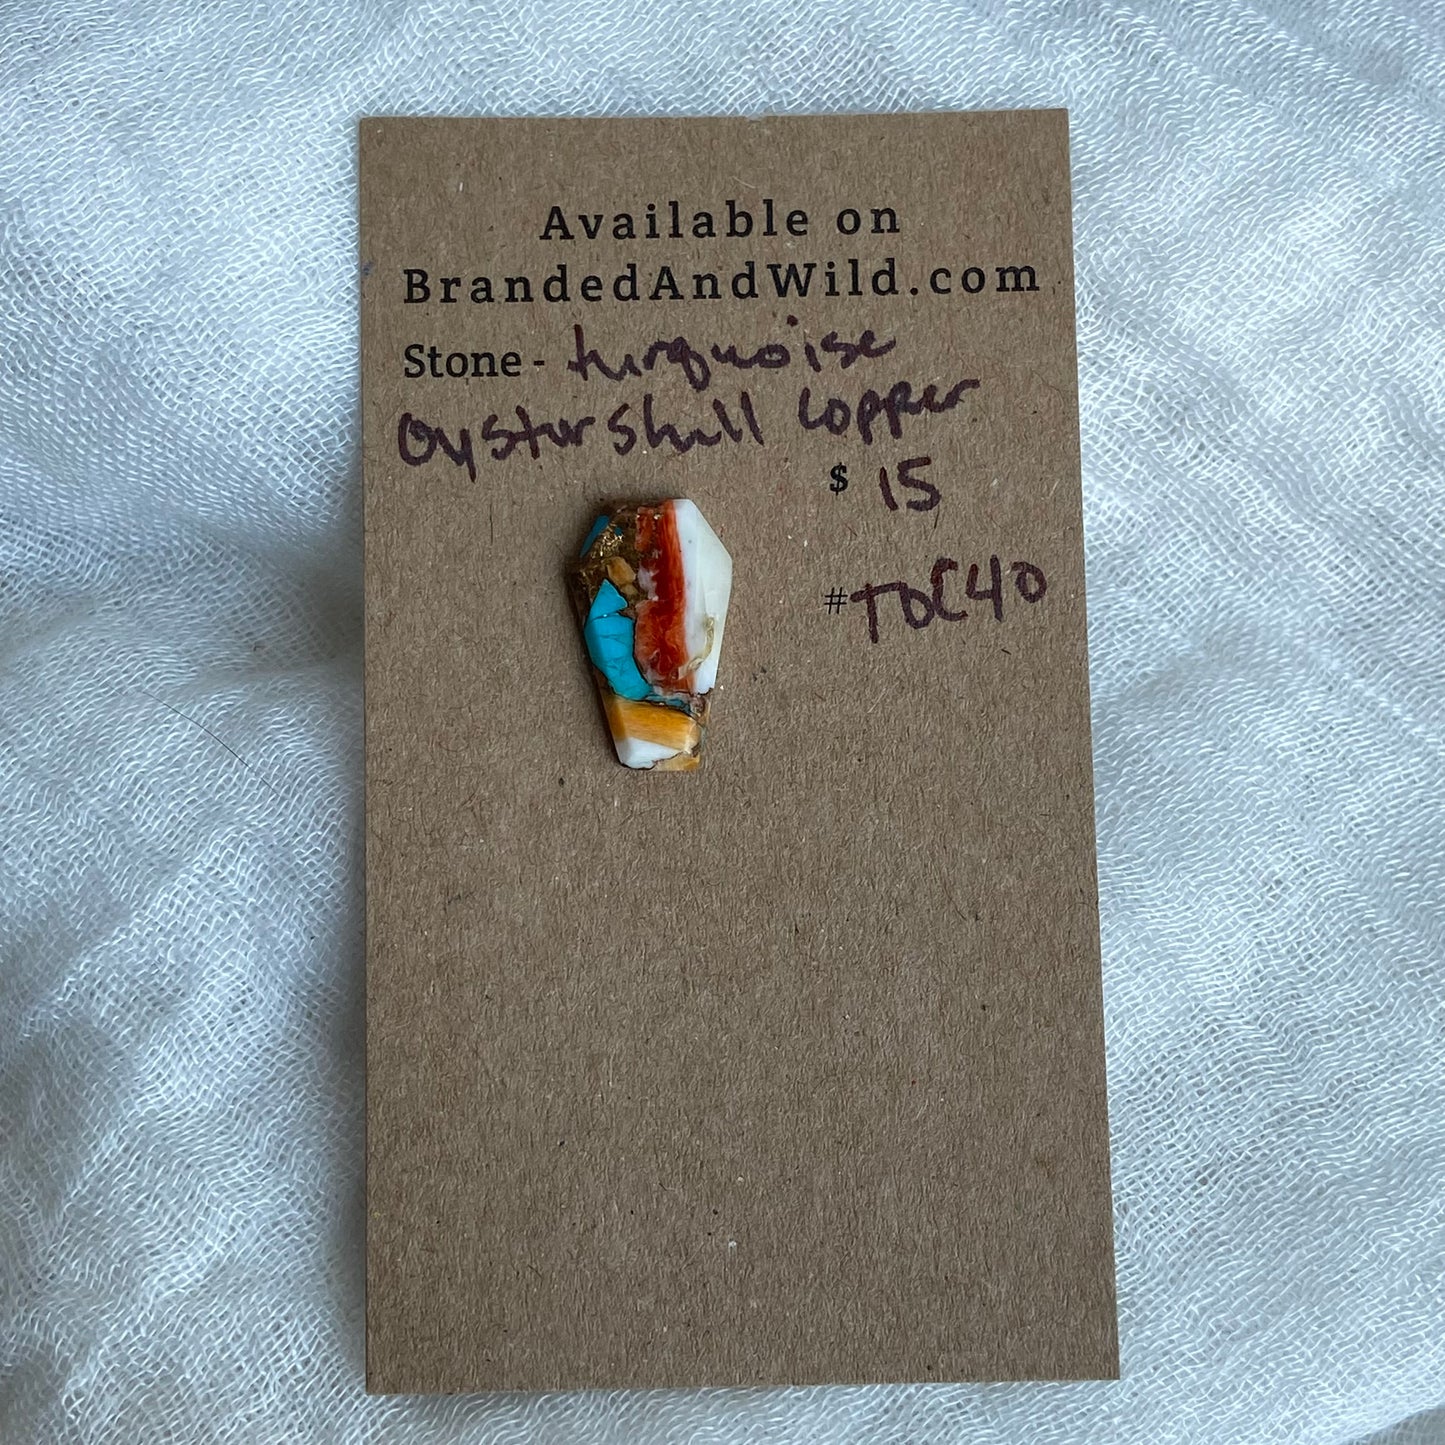 Available on
BrandedAndWild.com
Stone - turquoise
Oyster Shell Copper
$ 15
#TOC40